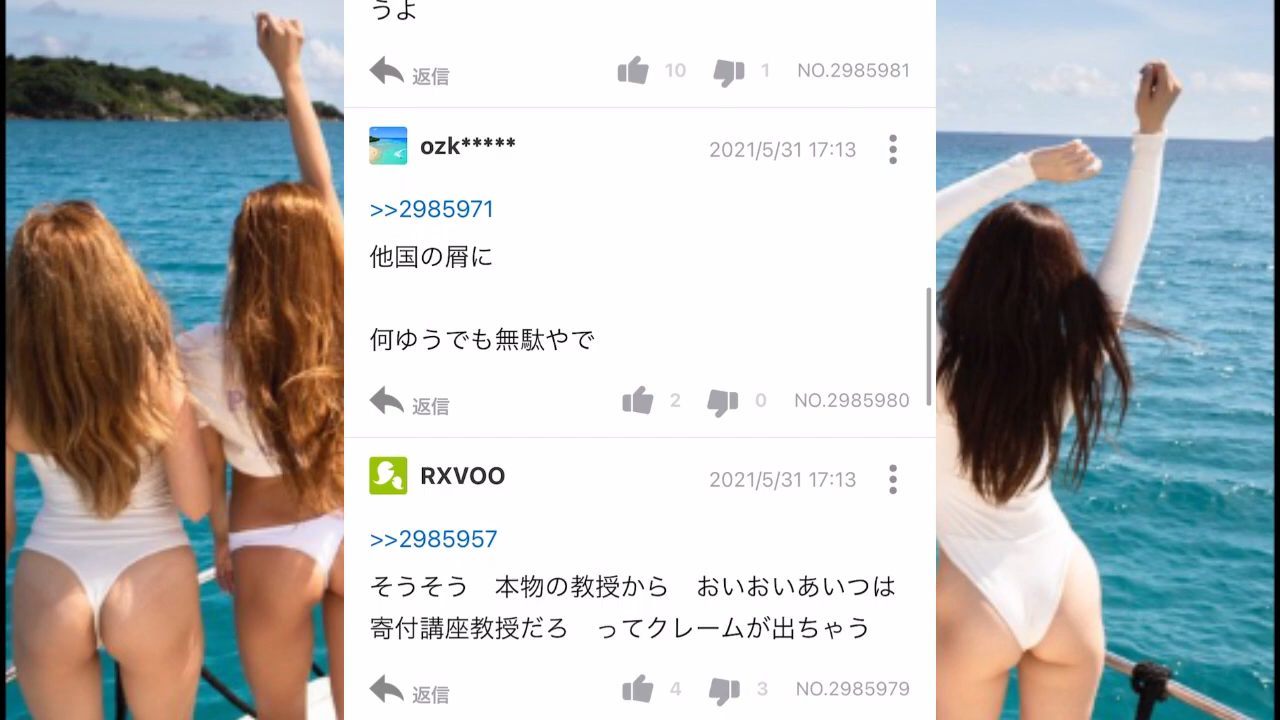 うよ
返信 10 1 NO.2985981
ozk***** 2021/5/31 17:13
>>2985971
他国の屑に
何ゆうでも無駄やで
返信 2 0 NO.2985980
RXVOO 2021/5/31 17:13
>>2985957
そうそう　本物の教授から　おいおいあいつは
寄付講座教授だろ　ってクレームが出ちゃう
返信 4 3 NO.2985979